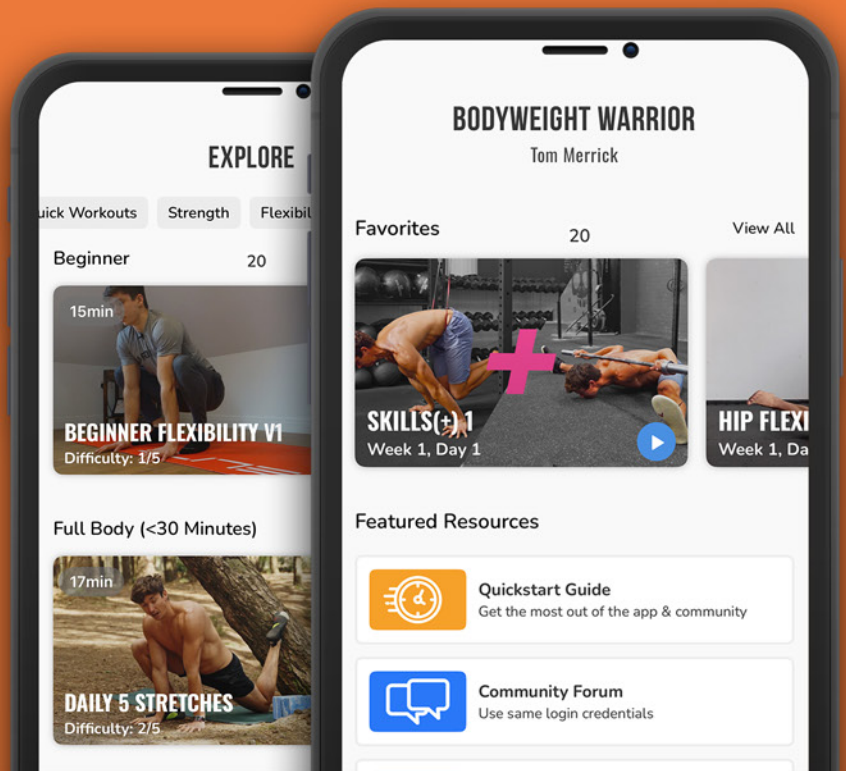 EXPLORE
uick Workouts
Strength
Flexibil
Beginner
20
15min
BEGINNER FLEXIBILITY V1
Difficulty: 1/5
Full Body (<30 Minutes)
17min
DAILY 5 STRETCHES
Difficulty: 2/5
BODYWEIGHT WARRIOR
Tom Merrick
Favorites
20
View All
SKILLS(+) 1
Week 1, Day 1
HIP FLEXI
Week 1, Da
Featured Resources
Quickstart Guide
Get the most out of the app & community
Community Forum
Use same login credentials